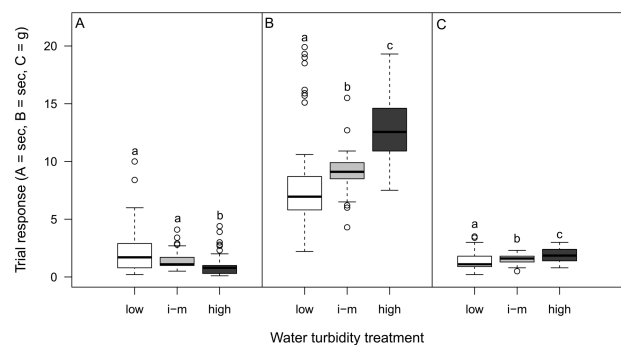 A
B
C
Trial response (A = sec, B = sec, C = g)
20
15
10
5
0
a
a
b
a
b
c
a
b
c
low
i−m
high
low
i−m
high
low
i−m
high
Water turbidity treatment